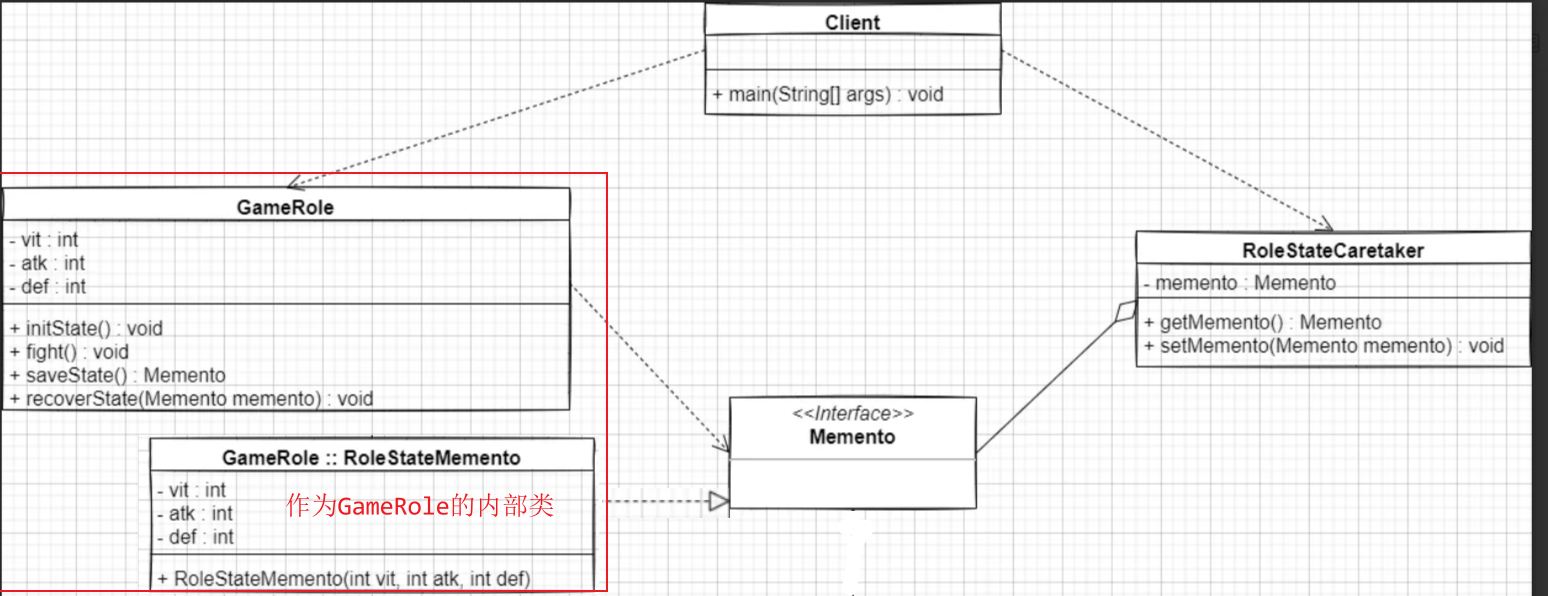 Client
+ main(String[] args) : void
GameRole
- vit : int
- atk : int
- def : int
+ initState() : void
+ fight() : void
+ saveState() : Memento
+ recoverState(Memento memento) : void
RoleStateCaretaker
- memento : Memento
+ getMemento() : Memento
+ setMemento(Memento memento) : void
<<Interface>>
Memento
GameRole :: RoleStateMemento
- vit : int
- atk : int
- def : int
作为GameRole的内部类
+ RoleStateMemento(int vit, int atk, int def)